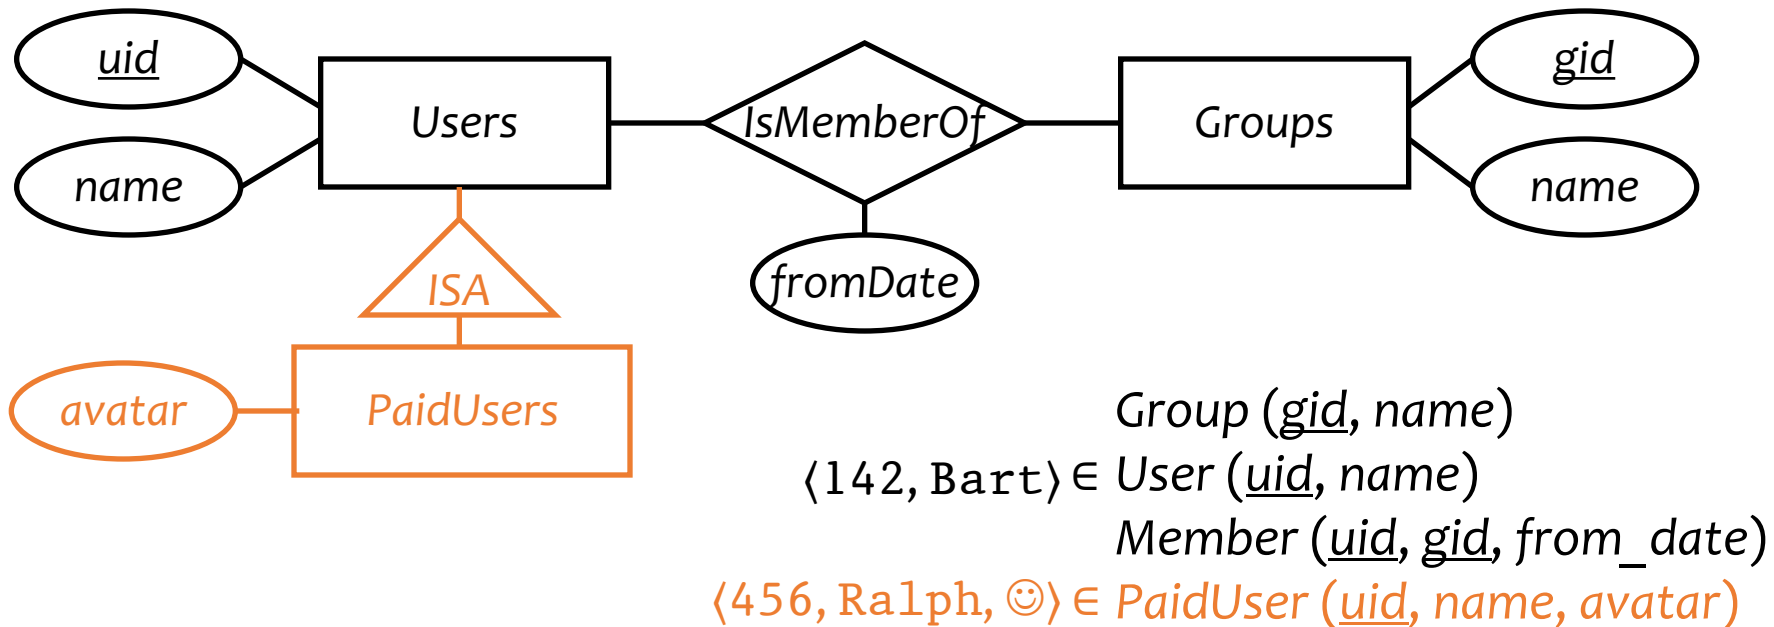 uid
gid
Users
IsMemberOf
Groups
name
name
ISA
fromDate
avatar
PaidUsers
Group (gid, name)
⟨142, Bart⟩ ∈ User (uid, name)
Member (uid, gid, from_date)
⟨456, Ralph, ☺⟩ ∈ PaidUser (uid, name, avatar)